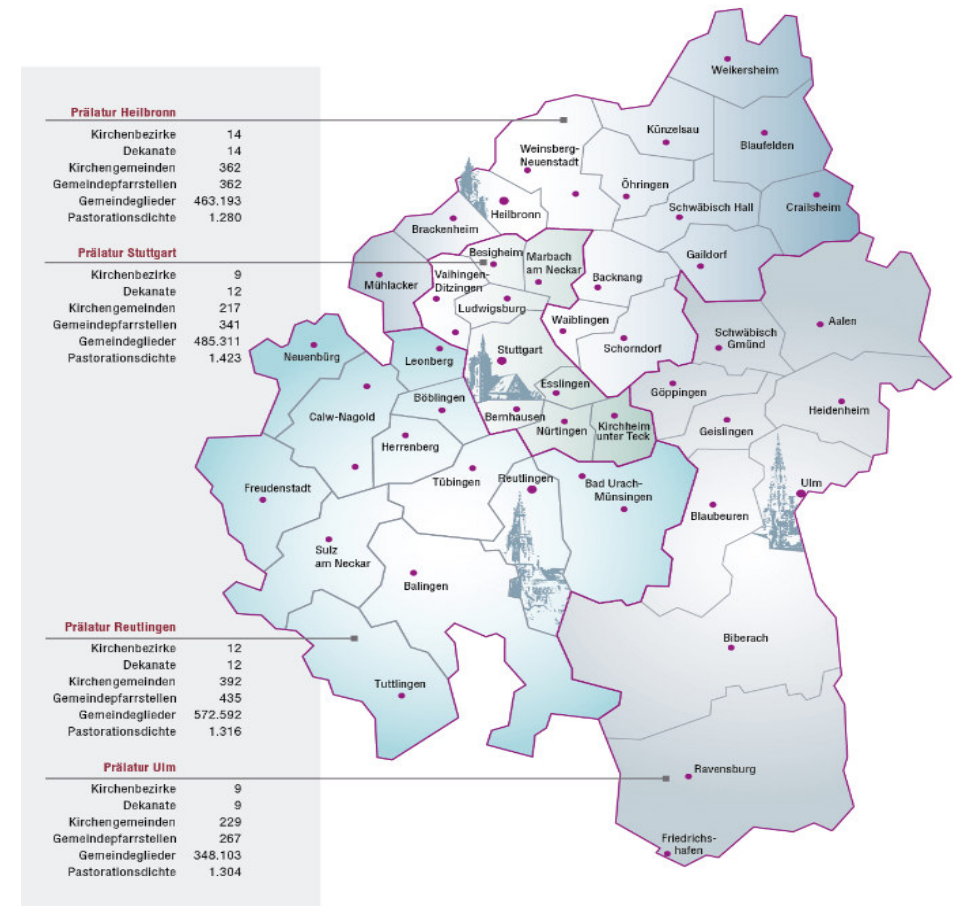 Prälatur Heilbronn
Kirchenbezirke 14
Dekanate 14
Kirchengemeinden 362
Gemeindepfarrstellen 362
Gemeindeglieder 463.193
Pastorationsdichte 1.280
Prälatur Stuttgart
Kirchenbezirke 9
Dekanate 12
Kirchengemeinden 217
Gemeindepfarrstellen 341
Gemeindeglieder 485.311
Pastorationsdichte 1.423
Prälatur Reutlingen
Kirchenbezirke 12
Dekanate 12
Kirchengemeinden 392
Gemeindepfarrstellen 435
Gemeindeglieder 572.592
Pastorationsdichte 1.316
Prälatur Ulm
Kirchenbezirke 9
Dekanate 9
Kirchengemeinden 229
Gemeindepfarrstellen 267
Gemeindeglieder 348.103
Pastorationsdichte 1.304
Weikersheim
Künzelsau
Blaufelden
Weinsberg-
Neuenstadt
Öhringen
Schwäbisch Hall
Crailsheim
Heilbronn
Brackenheim
Besigheim
Marbach
am Neckar
Gaildorf
Mühlacker
Vaihingen-
Ditzingen
Backnang
Ludwigsburg
Waiblingen
Aalen
Schwäbisch
Gmünd
Schorndorf
Neuenbürg
Leonberg
Stuttgart
Esslingen
Göppingen
Böblingen
Heidenheim
Calw-Nagold
Bernhausen
Nürtingen
Kirchheim
unter Teck
Geislingen
Herrenberg
Freudenstadt
Tübingen
Reutlingen
Bad Urach-
Münsingen
Ulm
Blaubeuren
Sulz
am Neckar
Balingen
Biberach
Tuttlingen
Ravensburg
Friedrichs-
hafen